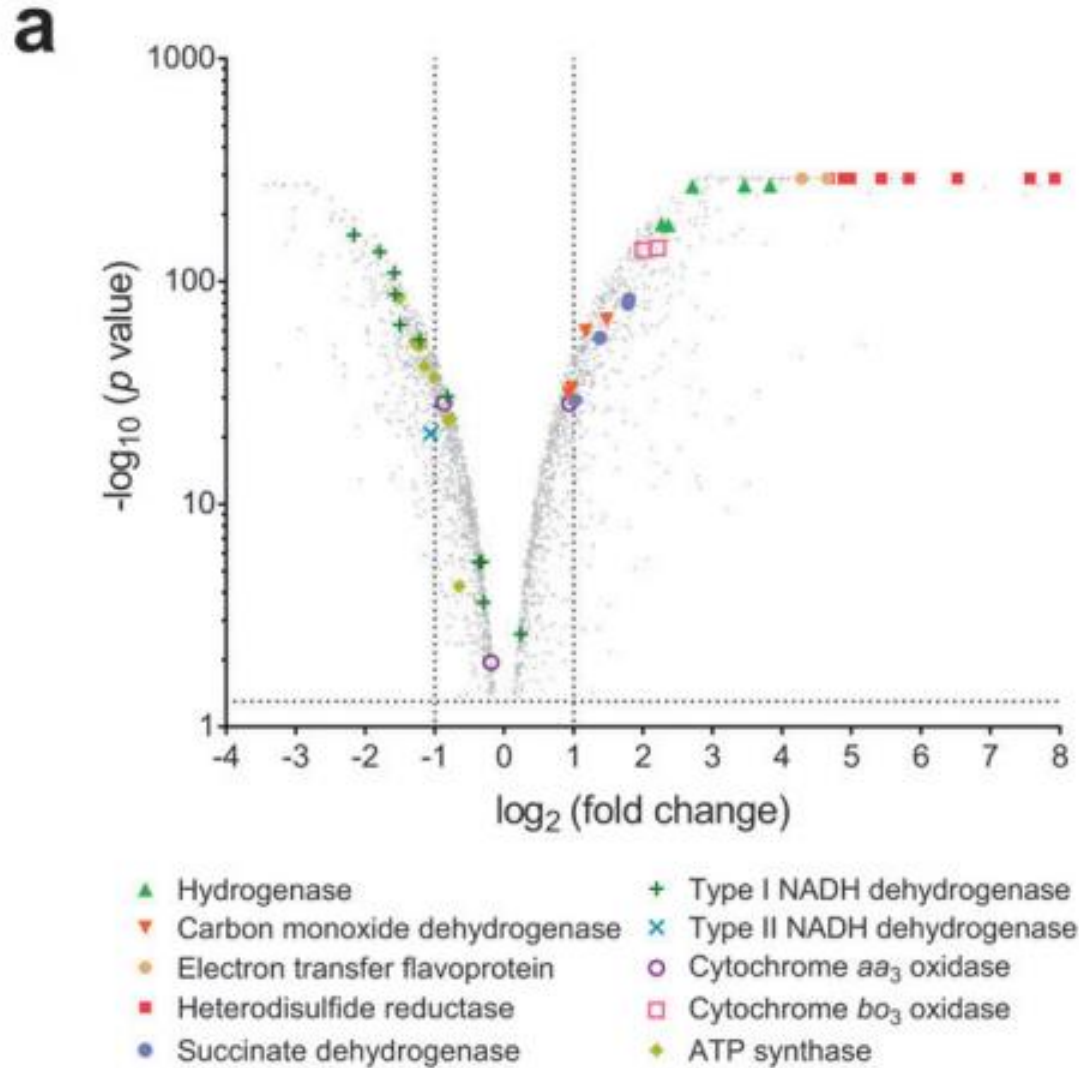 a
1000
100
10
1
-log10 (p value)
-4 -3 -2 -1 0 1 2 3 4 5 6 7 8
log2 (fold change)
Hydrogenase
Carbon monoxide dehydrogenase
Electron transfer flavoprotein
Heterodisulfide reductase
Succinate dehydrogenase
Type I NADH dehydrogenase
Type II NADH dehydrogenase
Cytochrome aa3 oxidase
Cytochrome bo3 oxidase
ATP synthase